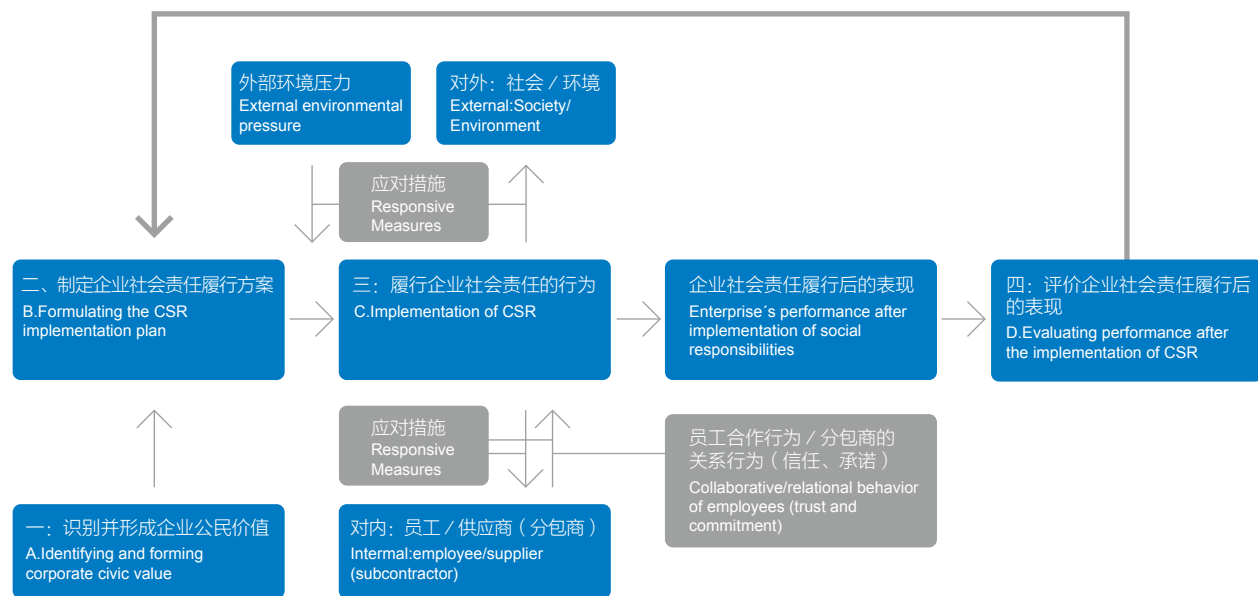 外部环境压力
External environmental
pressure
对外：社会 / 环境
External:Society/
Environment
应对措施
Responsive
Measures
二、制定企业社会责任履行方案
B.Formulating the CSR
implementation plan
三：履行企业社会责任的行为
C.Implementation of CSR
企业社会责任履行后的表现
Enterprise´s performance after
implementation of social
responsibilities
四：评价企业社会责任履行后
的表现
D.Evaluating performance after
the implementation of CSR
应对措施
Responsive
Measures
员工合作行为 / 分包商的
关系行为（信任、承诺）
Collaborative/relational behavior
of employees (trust and
commitment)
一：识别并形成企业公民价值
A.Identifying and forming
corporate civic value
对内：员工 / 供应商（分包商）
Intermal:employee/supplier
(subcontractor)